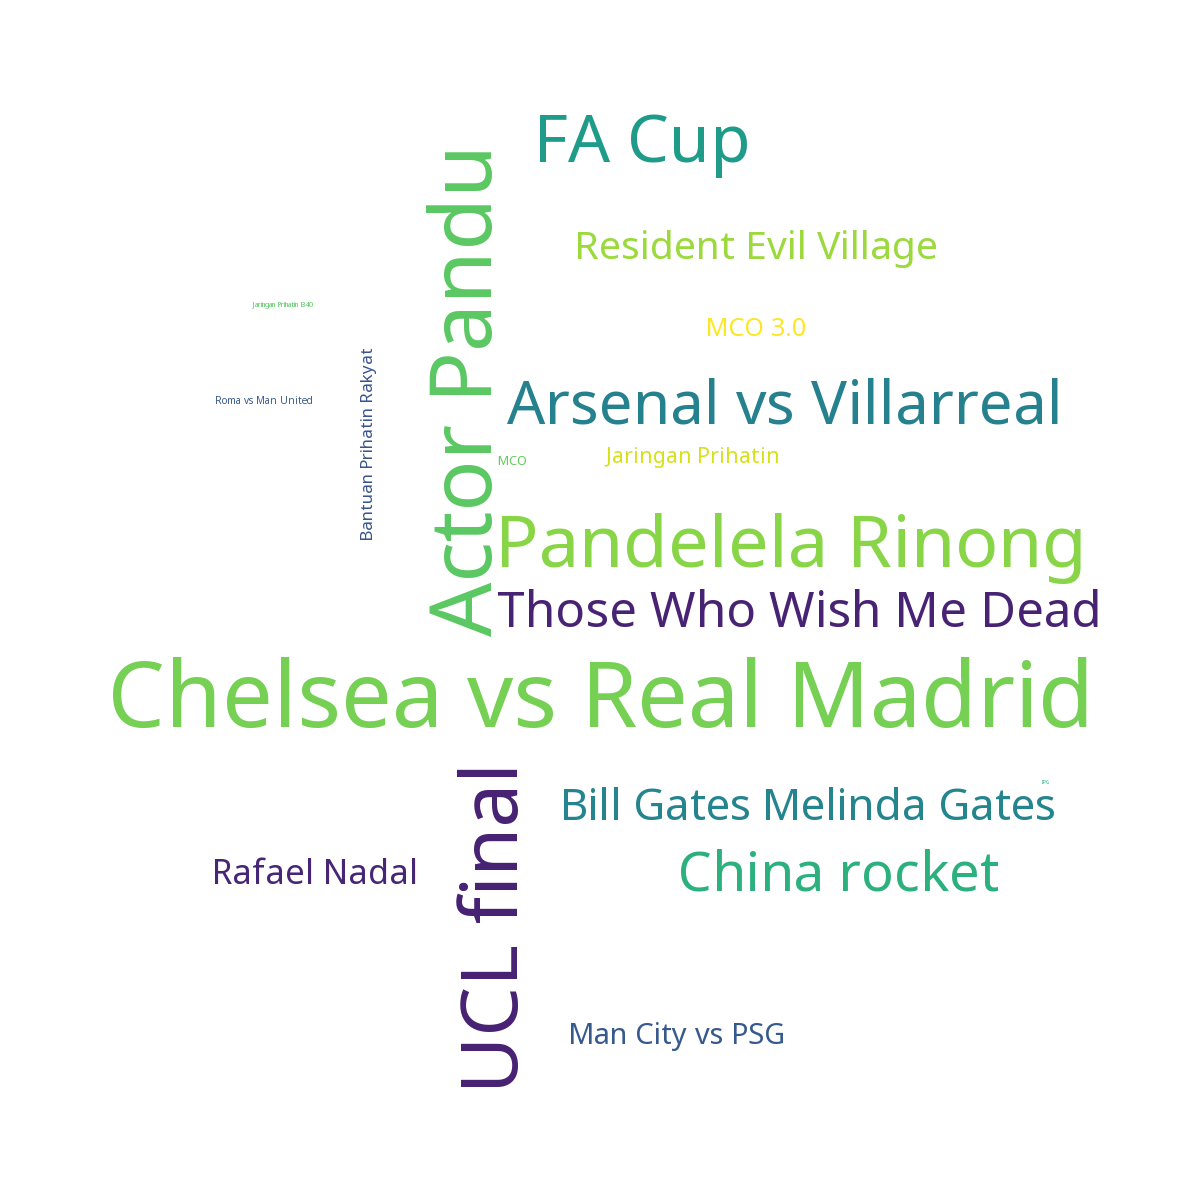 FA Cup
Actor Pandu
Resident Evil Village
Jaringan Prihatin B40
MCO 3.0
Bantuan Prihatin Rakyat
Roma vs Man United
Arsenal vs Villarreal
MCO
Jaringan Prihatin
Pandelela Rinong
Those Who Wish Me Dead
Chelsea vs Real Madrid
UCL final
Bill Gates Melinda Gates
Rafael Nadal
China rocket
Man City vs PSG